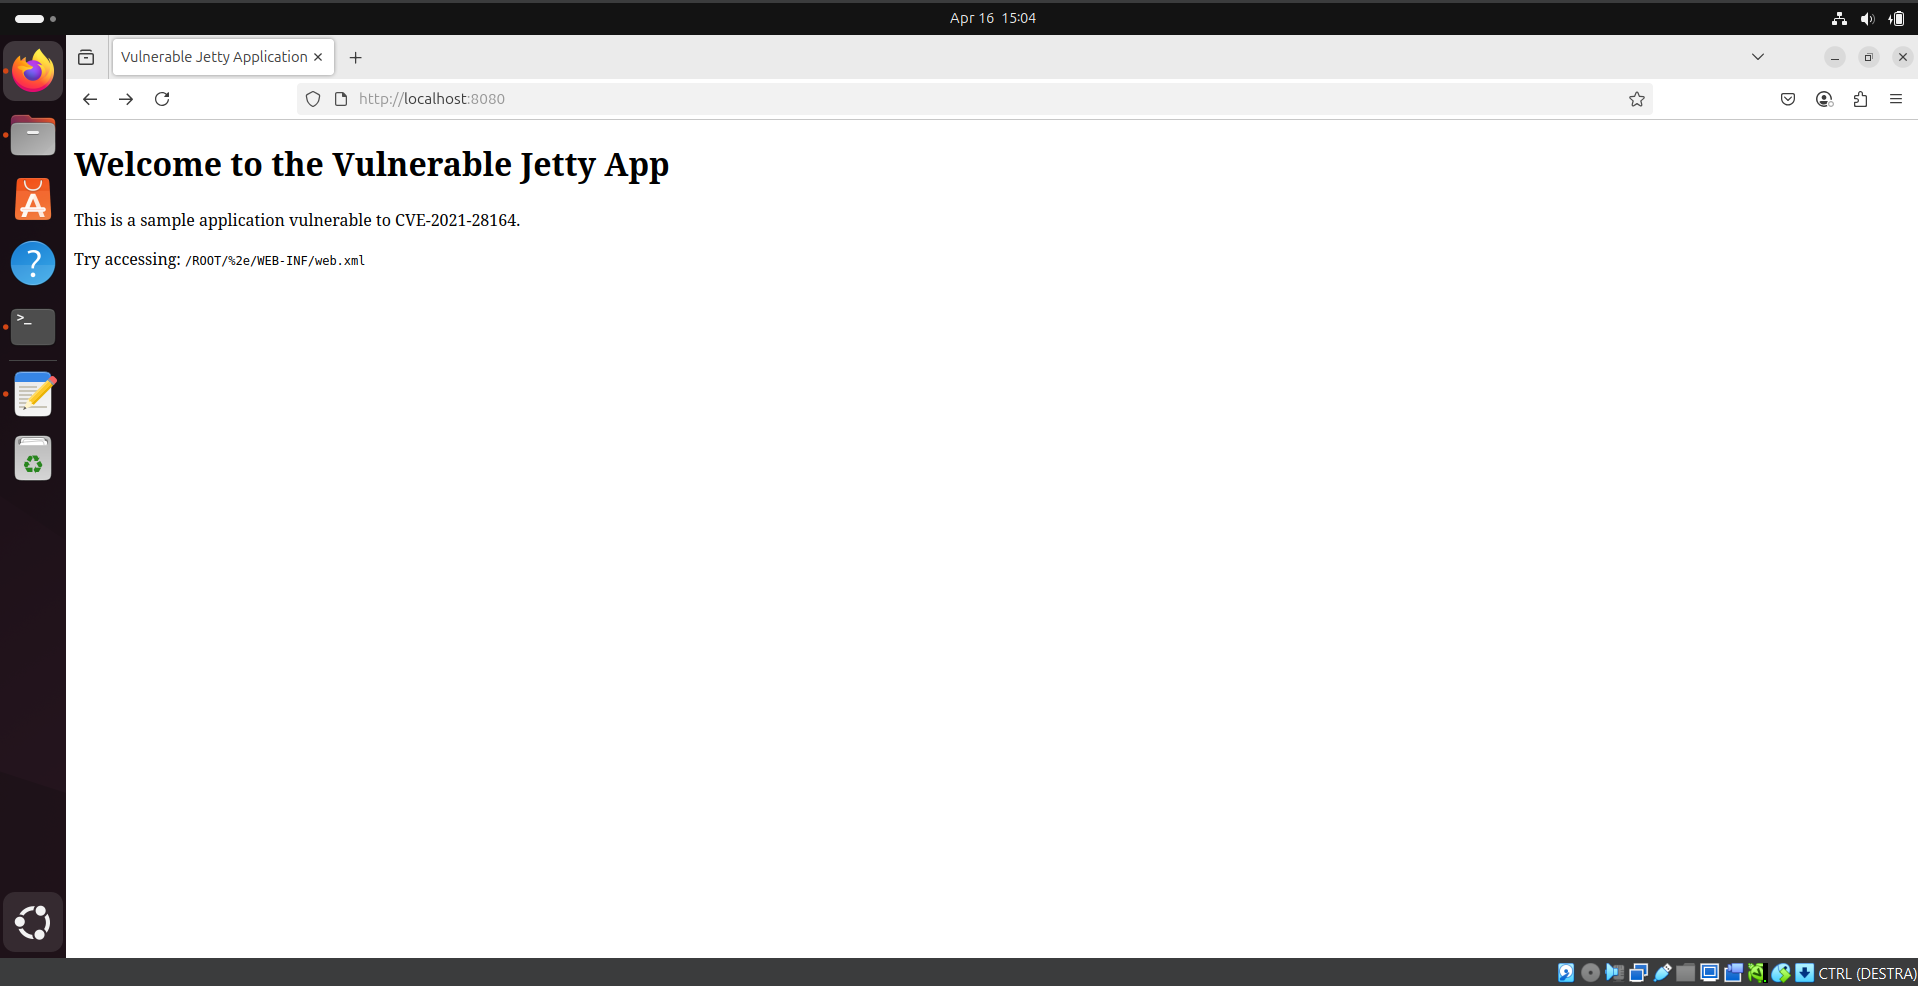 Apr 16 15:04
Vulnerable Jetty Application
http://localhost:8080
Welcome to the Vulnerable Jetty App
This is a sample application vulnerable to CVE-2021-28164.
Try accessing: /ROOT/%2e/WEB-INF/web.xml
CTRL (DESTRA)